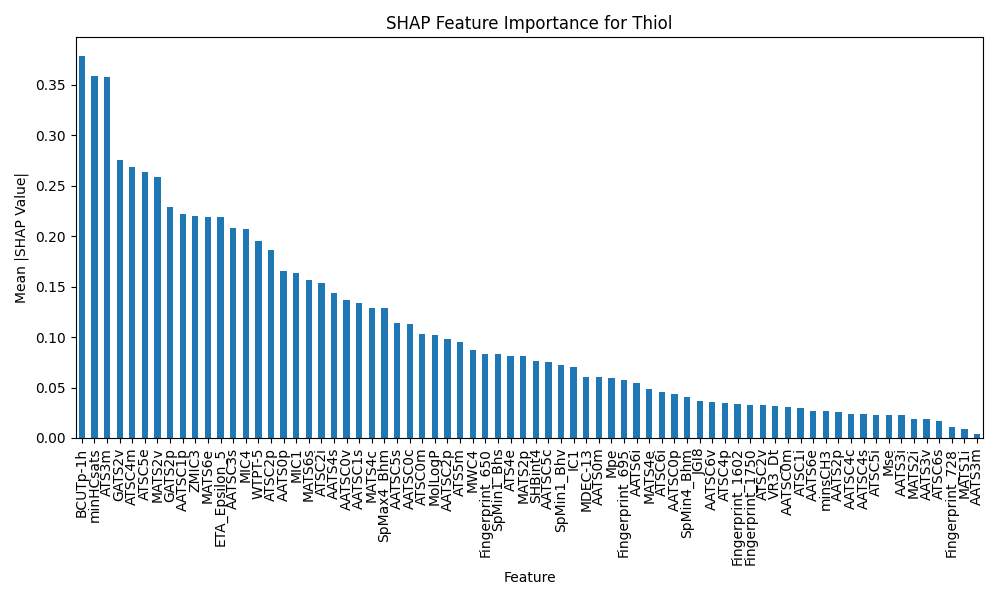 SHAP Feature Importance for Thiol
Mean |SHAP Value|
0.35
0.30
0.25
0.20
0.15
0.10
0.05
0.00
BCUTp-1h
minHCsats
ATS3m
GATS2v
ATSC4m
ATSC5e
MATS2v
GATS2p
AATSC1p
ZMIC3
MATS6e
ETA_Epsilon_5
AATSC3s
MIC4
WTPT-5
ATSC2p
AATS0p
MIC1
MATS6s
ATSC2i
AATS4s
AATSC0v
AATSC1s
MATS4c
SpMax4_Bhm
AATSC5s
AATSC0c
ATSC0m
MolLogP
AATSC2p
ATS5m
MWC4
Fingerprint_650
SpMin1_Bhs
ATS4e
MATS2p
SHBint4
AATSC5c
SpMin1_Bhv
IC1
MDEC-13
AATS0m
Mpe
Fingerprint_695
AATS6i
MATS4e
ATSC6i
AATSC0p
SpMin4_Bhm
JGI8
AATSC6v
ATSC4p
Fingerprint_1602
Fingerprint_1750
ATSC2v
VR3_Dt
AATSC0m
ATSC1i
AATS6p
minsCH3
AATS2p
AATSC4c
AATSC4s
ATSC5i
Mse
AATS3i
MATS2i
AATS3v
ATSC6s
Fingerprint_728
MATS1i
AATS3m
Feature